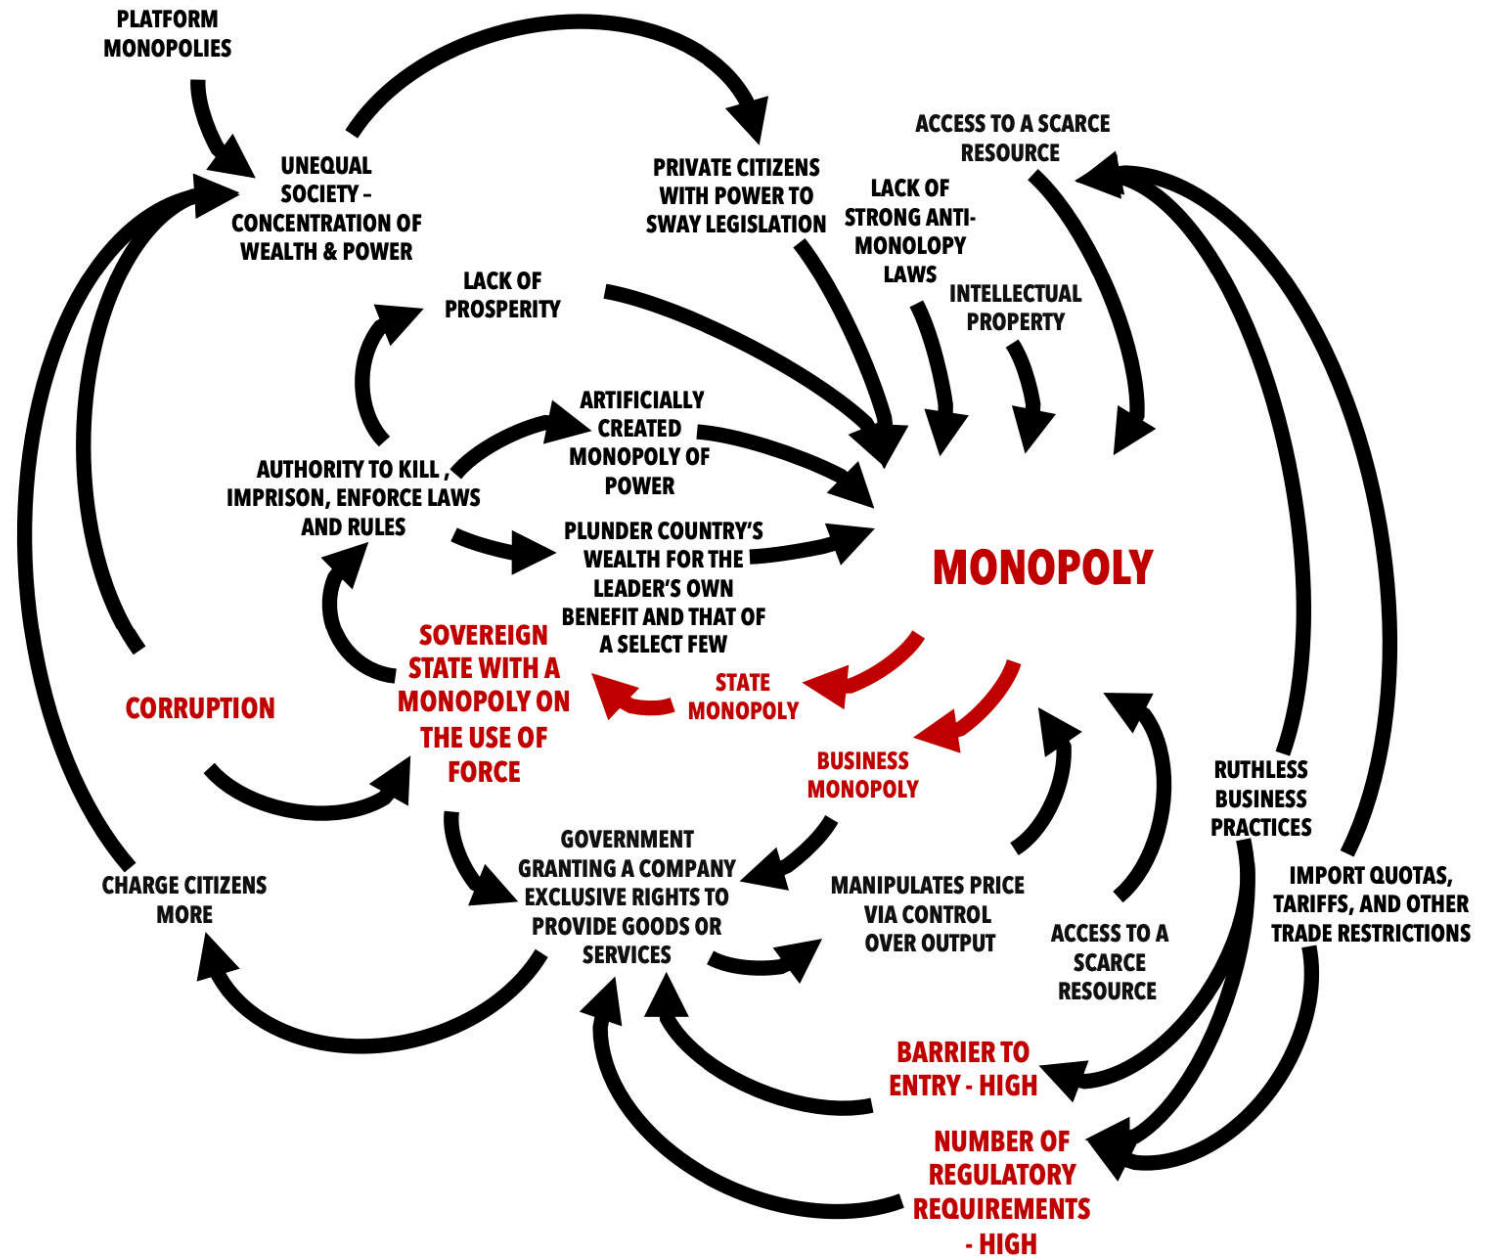 PLATFORM
MONOPOLIES
UNEQUAL
SOCIETY –
CONCENTRATION OF
WEALTH & POWER
PRIVATE CITIZENS
WITH POWER TO
SWAY LEGISLATION
ACCESS TO A SCARCE
RESOURCE
LACK OF
STRONG ANTI-
MONOLOPY
LAWS
INTELLECTUAL
PROPERTY
LACK OF
PROSPERITY
ARTIFICIALLY
CREATED
MONOPOLY OF
POWER
AUTHORITY TO KILL ,
IMPRISON, ENFORCE LAWS
AND RULES
PLUNDER COUNTRY'S
WEALTH FOR THE
LEADER'S OWN
BENEFIT AND THAT OF
A SELECT FEW
MONOPOLY
SOVEREIGN
STATE WITH A
MONOPOLY ON
THE USE OF
FORCE
STATE
MONOPOLY
CORRUPTION
BUSINESS
MONOPOLY
RUTHLESS
BUSINESS
PRACTICES
GOVERNMENT
GRANTING A COMPANY
EXCLUSIVE RIGHTS TO
PROVIDE GOODS OR
SERVICES
CHARGE CITIZENS
MORE
MANIPULATES PRICE
VIA CONTROL
OVER OUTPUT
ACCESS TO A
SCARCE
RESOURCE
IMPORT QUOTAS,
TARIFFS, AND OTHER
TRADE RESTRICTIONS
BARRIER TO
ENTRY - HIGH
NUMBER OF
REGULATORY
REQUIREMENTS
- HIGH